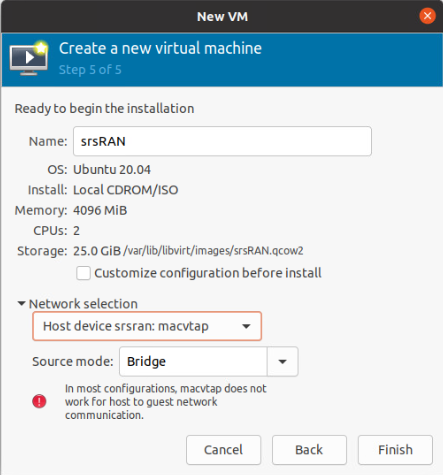 New VM
Create a new virtual machine
Step 5 of 5
Ready to begin the installation
Name: srsRAN
OS: Ubuntu 20.04
Install: Local CDROM/ISO
Memory: 4096 MiB
CPUs: 2
Storage: 25.0 GiB /var/lib/libvirt/images/srsRAN.qcow2
Customize configuration before install
Network selection
Host device srsran: macvtap
Source mode: Bridge
In most configurations, macvtap does not
work for host to guest network
communication.
Cancel Back Finish